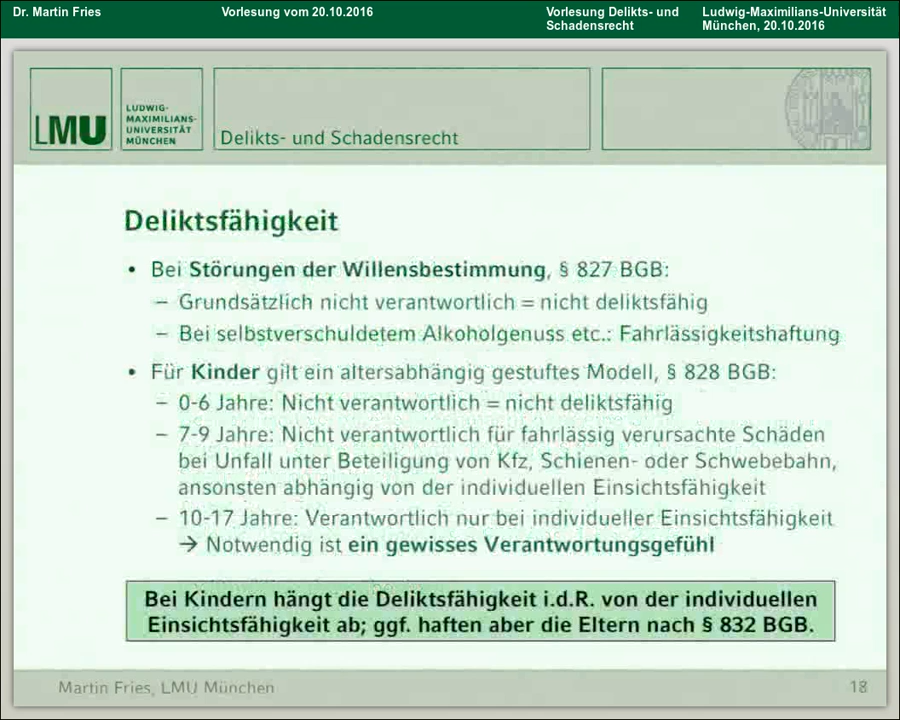 Dr. Martin Fries
Vorlesung vom 20.10.2016
Vorlesung Delikts- und
Schadensrecht
Ludwig-Maximilians-Universität
München, 20.10.2016
LMU
LUDWIG-
MAXIMILIANS-
UNIVERSITÄT
MÜNCHEN
Delikts- und Schadensrecht
Deliktsfähigkeit
• Bei Störungen der Willensbestimmung, § 827 BGB:
– Grundsätzlich nicht verantwortlich = nicht deliktsfähig
– Bei selbstverschuldetem Alkoholgenuss etc.: Fahrlässigkeitshaftung
• Für Kinder gilt ein altersabhängig gestuftes Modell, § 828 BGB:
– 0-6 Jahre: Nicht verantwortlich = nicht deliktsfähig
– 7-9 Jahre: Nicht verantwortlich für fahrlässig verursachte Schäden
bei Unfall unter Beteiligung von Kfz, Schienen- oder Schwebebahn,
ansonsten abhängig von der individuellen Einsichtsfähigkeit
– 10-17 Jahre: Verantwortlich nur bei individueller Einsichtsfähigkeit
→ Notwendig ist ein gewisses Verantwortungsgefühl
Bei Kindern hängt die Deliktsfähigkeit i.d.R. von der individuellen
Einsichtsfähigkeit ab; ggf. haften aber die Eltern nach § 832 BGB.
Martin Fries, LMU München
18